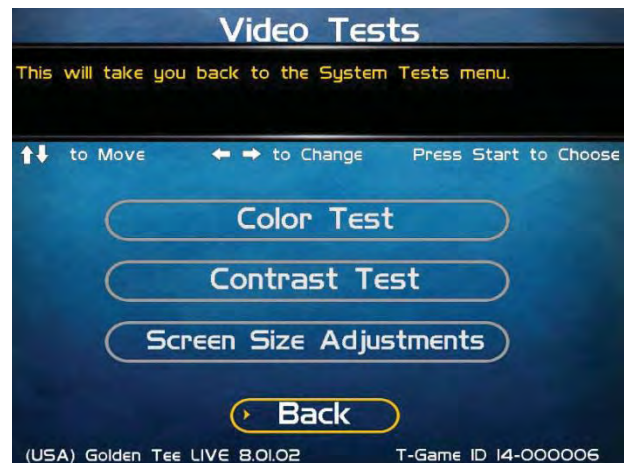 Video Tests
This will take you back to the System Tests menu.
to Move to Change Press Start to Choose
Color Test
Contrast Test
Screen Size Adjustments
Back
(USA) Golden Tee LIVE 8.01.02 T-Game ID 14-000006